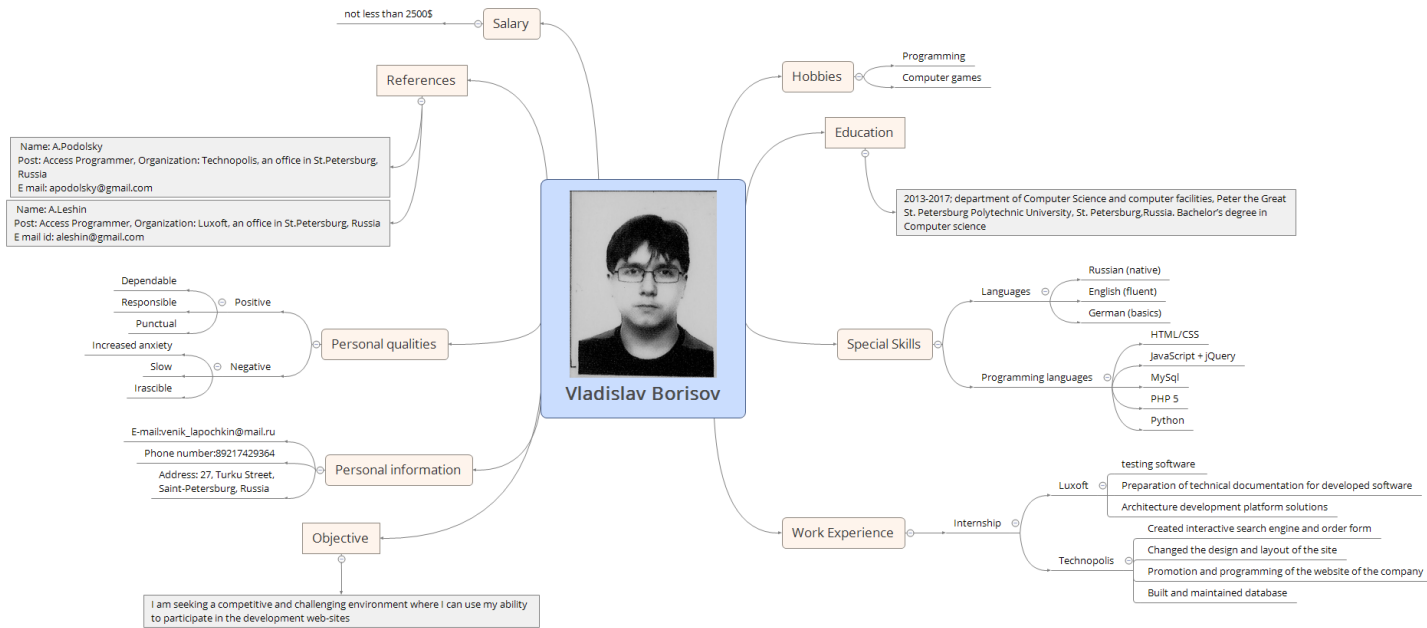 Vladislav Borisov
Salary
not less than 2500$
References
Name: A.Podolsky
Post: Access Programmer, Organization: Technopolis, an office in St.Petersburg,
Russia
E mail: apodolsky@gmail.com
Name: A.Leshin
Post: Access Programmer, Organization: Luxoft, an office in St.Petersburg, Russia
E mail id: aleshin@gmail.com
Personal qualities
Positive
Dependable
Responsible
Punctual
Negative
Increased anxiety
Slow
Irascible
Personal information
E-mail:venik_lapochkin@mail.ru
Phone number:89217429364
Address: 27, Turku Street,
Saint-Petersburg, Russia
Objective
I am seeking a competitive and challenging environment where I can use my ability
to participate in the development web-sites
Hobbies
Programming
Computer games
Education
2013-2017; department of Computer Science and computer facilities, Peter the Great
St. Petersburg Polytechnic University, St. Petersburg,Russia. Bachelor's degree in
Computer science
Special Skills
Languages
Russian (native)
English (fluent)
German (basics)
Programming languages
HTML/CSS
JavaScript + jQuery
MySql
PHP 5
Python
Work Experience
Internship
Luxoft
testing software
Preparation of technical documentation for developed software
Architecture development platform solutions
Technopolis
Created interactive search engine and order form
Changed the design and layout of the site
Promotion and programming of the website of the company
Built and maintained database